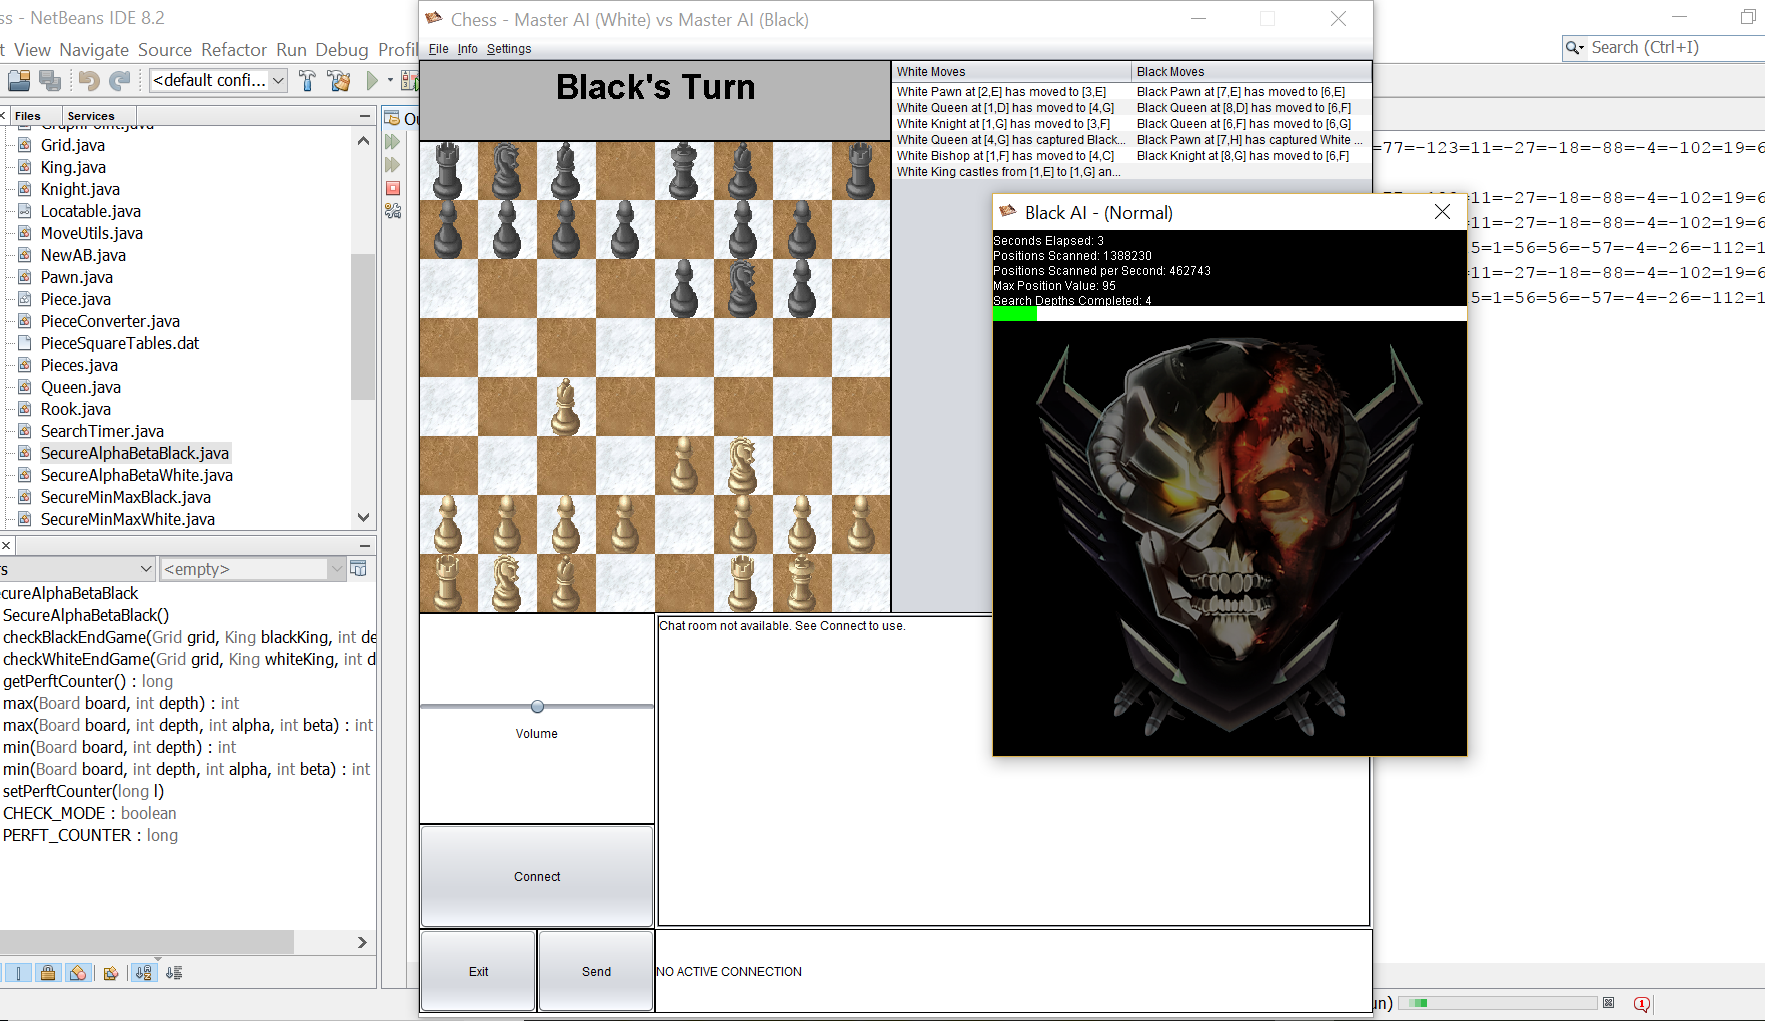 ss - NetBeans IDE 8.2
t View Navigate Source Refactor Run Debug Profil
Search (Ctrl+I)
<default confi...
Files
Services
GraphPoint.java
Grid.java
King.java
Knight.java
Locatable.java
MoveUtils.java
NewAB.java
Pawn.java
Piece.java
PieceConverter.java
PieceSquareTables.dat
Pieces.java
Queen.java
Rook.java
SearchTimer.java
SecureAlphaBetaBlack.java
SecureAlphaBetaWhite.java
SecureMinMaxBlack.java
SecureMinMaxWhite.java
rs
<empty>
cureAlphaBetaBlack
SecureAlphaBetaBlack()
checkBlackEndGame(Grid grid, King blackKing, int de
checkWhiteEndGame(Grid grid, King whiteKing, int d
getPerftCounter() : long
max(Board board, int depth) : int
max(Board board, int depth, int alpha, int beta) : int
min(Board board, int depth) : int
min(Board board, int depth, int alpha, int beta) : int
setPerftCounter(long l)
CHECK_MODE : boolean
PERFT_COUNTER : long
Ou
Chess - Master AI (White) vs Master AI (Black)
File Info Settings
Black's Turn
White Moves
Black Moves
White Pawn at [2,E] has moved to [3,E]
Black Pawn at [7,E] has moved to [6,E]
White Queen at [1,D] has moved to [4,G]
Black Queen at [8,D] has moved to [6,F]
White Knight at [1,G] has moved to [3,F]
Black Queen at [6,F] has moved to [6,G]
White Queen at [4,G] has captured Black...
Black Pawn at [7,H] has captured White ...
White Bishop at [1,F] has moved to [4,C]
Black Knight at [8,G] has moved to [6,F]
White King castles from [1,E] to [1,G] an...
Black AI - (Normal)
Seconds Elapsed: 3
Positions Scanned: 1388230
Positions Scanned per Second: 462743
Max Position Value: 95
Search Depths Completed: 4
=77=-123=11=-27=-18=-88=-4=-102=19=6
=11=-27=-18=-88=-4=-102=19=6
=11=-27=-18=-88=-4=-102=19=6
5=1=56=56=-57=-4=-26=-112=1
=11=-27=-18=-88=-4=-102=19=6
5=1=56=56=-57=-4=-26=-112=1
Volume
Chat room not available. See Connect to use.
Connect
Exit
Send
NO ACTIVE CONNECTION
un)